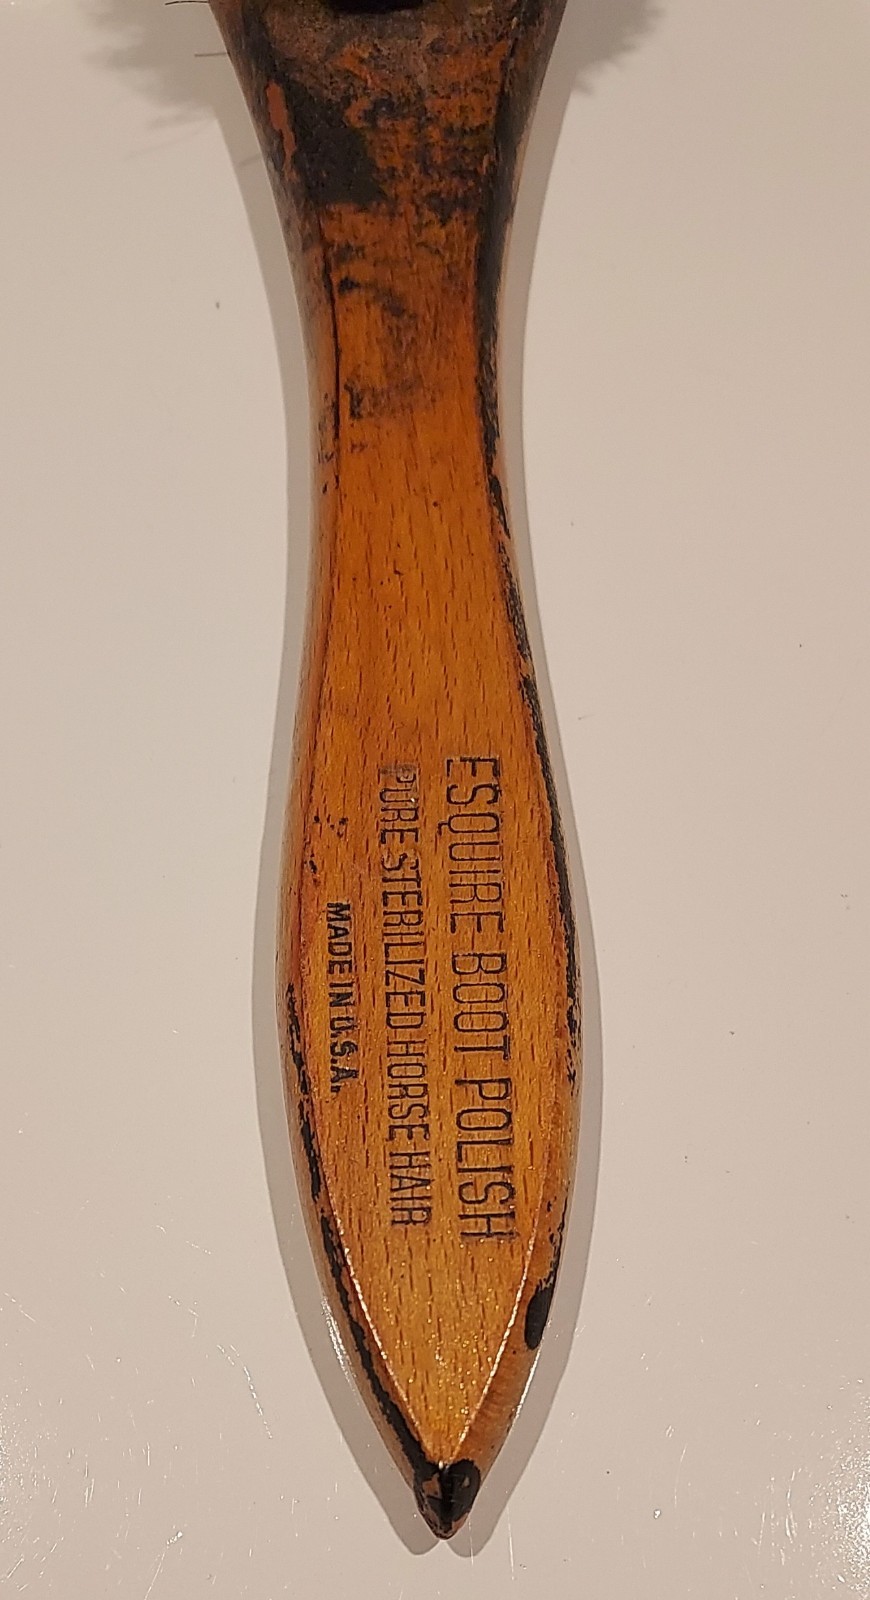 ESQUIRE BOOT POLISH
PURE STERILIZED HORSE HAIR
MADE IN U.S.A.